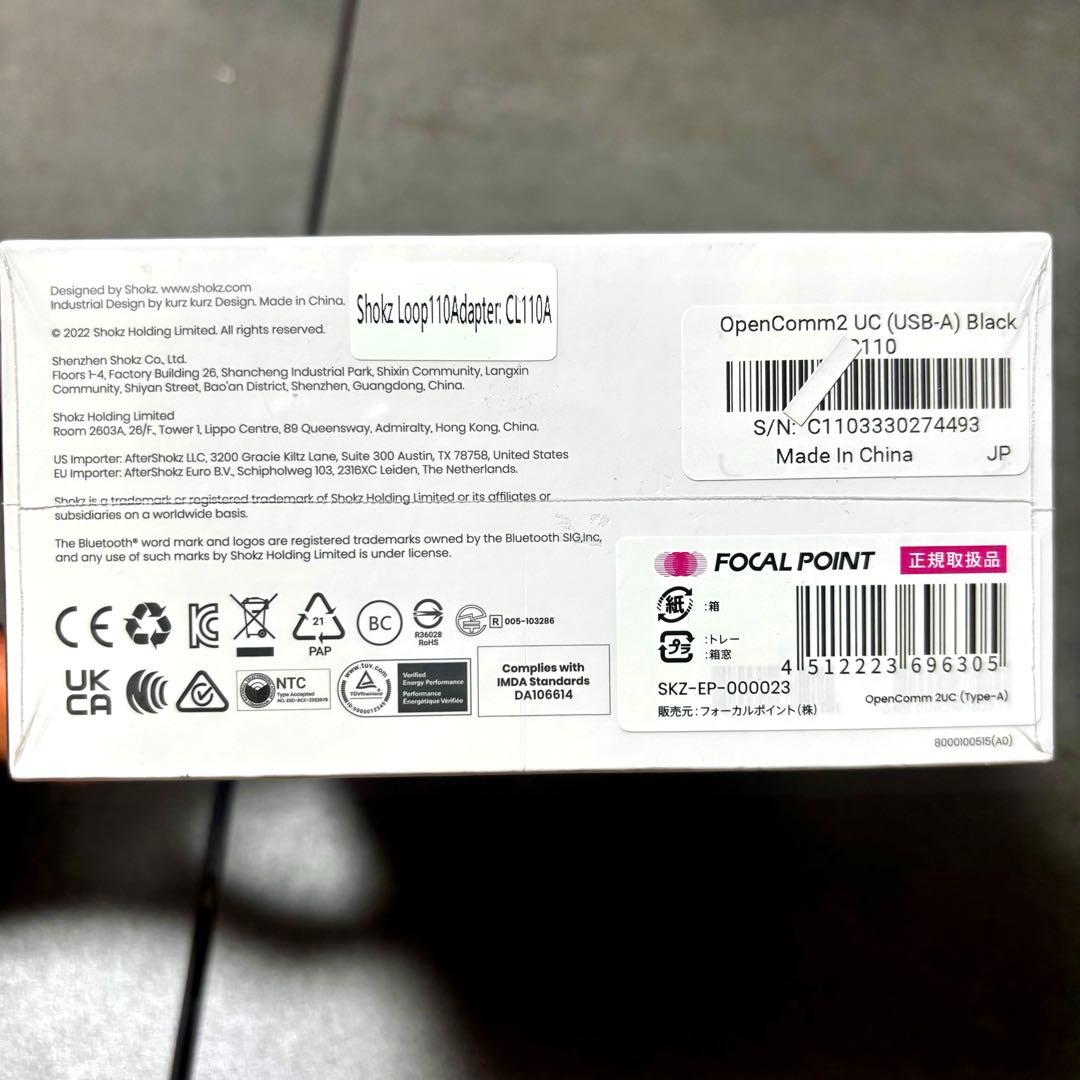 Designed by Shokz. www.shokz.com
Industrial Design by kurz kurz Design. Made in China.
© 2022 Shokz Holding Limited. All rights reserved.
Shenzhen Shokz Co., Ltd.
Floors 1-4, Factory Building 26, Shancheng Industrial Park, Shixin Community, Langxin
Community, Shiyan Street, Bao'an District, Shenzhen, Guangdong, China.
Shokz Holding Limited
Room 2603A, 26/F., Tower 1, Lippo Centre, 89 Queensway, Admiralty, Hong Kong, China.
US Importer: AfterShokz LLC, 3200 Gracie Kiltz Lane, Suite 300 Austin, TX 78758, United States
EU Importer: AfterShokz Euro B.V., Schipholweg 103, 2316XC Leiden, The Netherlands.
Shokz is a trademark or registered trademark of Shokz Holding Limited or its affiliates or
subsidiaries on a worldwide basis.
The Bluetooth® word mark and logos are registered trademarks owned by the Bluetooth SIG,Inc,
and any use of such marks by Shokz Holding Limited is under license.
Shokz Loop110Adapter: CL110A
OpenComm2 UC (USB-A) Black
C110
S/N: C1103330274493
Made In China JP
CE
21
PAP
BC
R36028
RoHS
R 005-103286
UK
CA
NTC
Type Accepted
www.tuv.com
TÜVRheinland
Verified
Energy Performance
Performance
Énergétique Vérifiée
Complies with
IMDA Standards
DA106614
FOCAL POINT 正規取扱品
紙 :箱
プラ :トレー
:箱窓
4 512223 696305
SKZ-EP-000023
OpenComm 2UC (Type-A)
販売元:フォーカルポイント(株)
8000100515(A0)